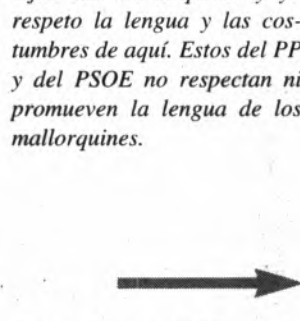 respeto la lengua y las cos-
tumbres de aquí. Estos del PP
y del PSOE no respectan ni
promueven la lengua de los
mallorquines.